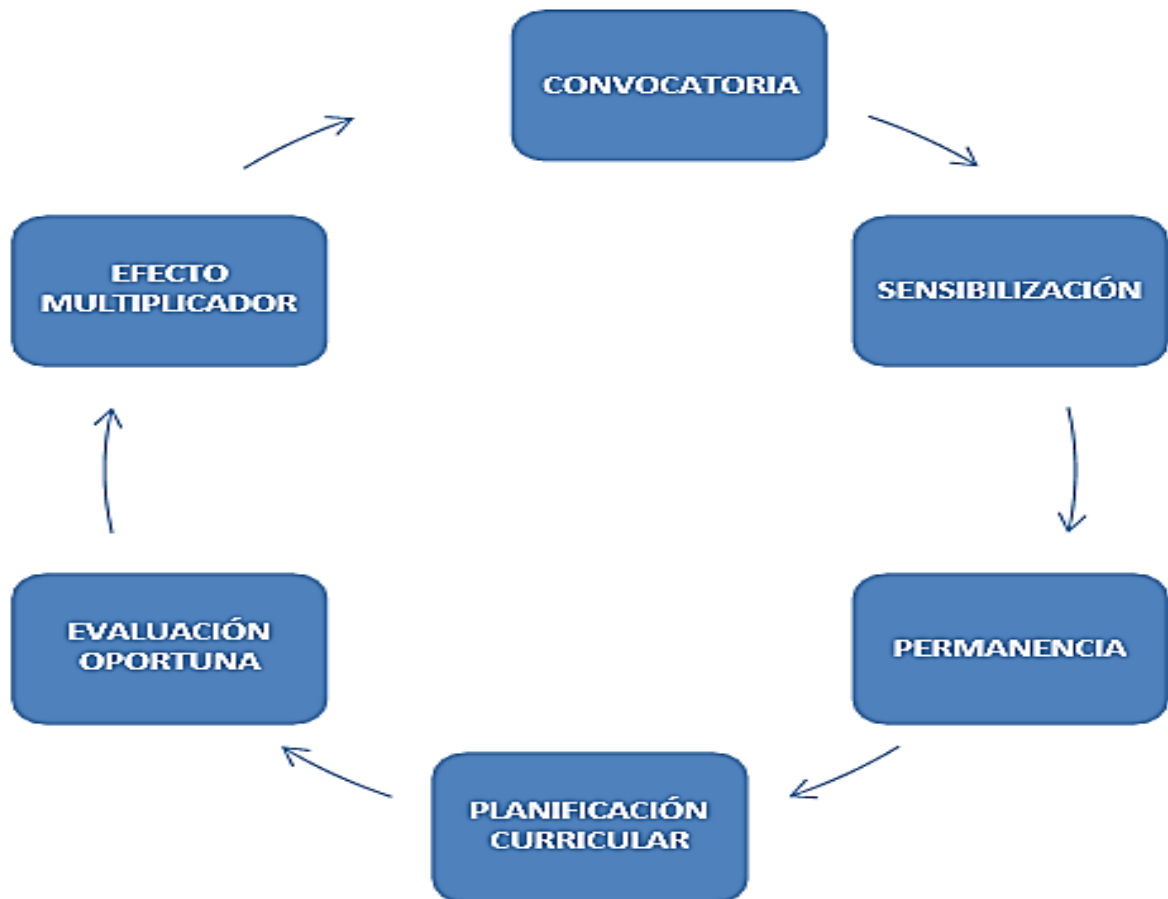 CONVOCATORIA
SENSIBILIZACIÓN
PERMANENCIA
PLANIFICACIÓN
CURRICULAR
EVALUACIÓN
OPORTUNA
EFECTO
MULTIPLICADOR